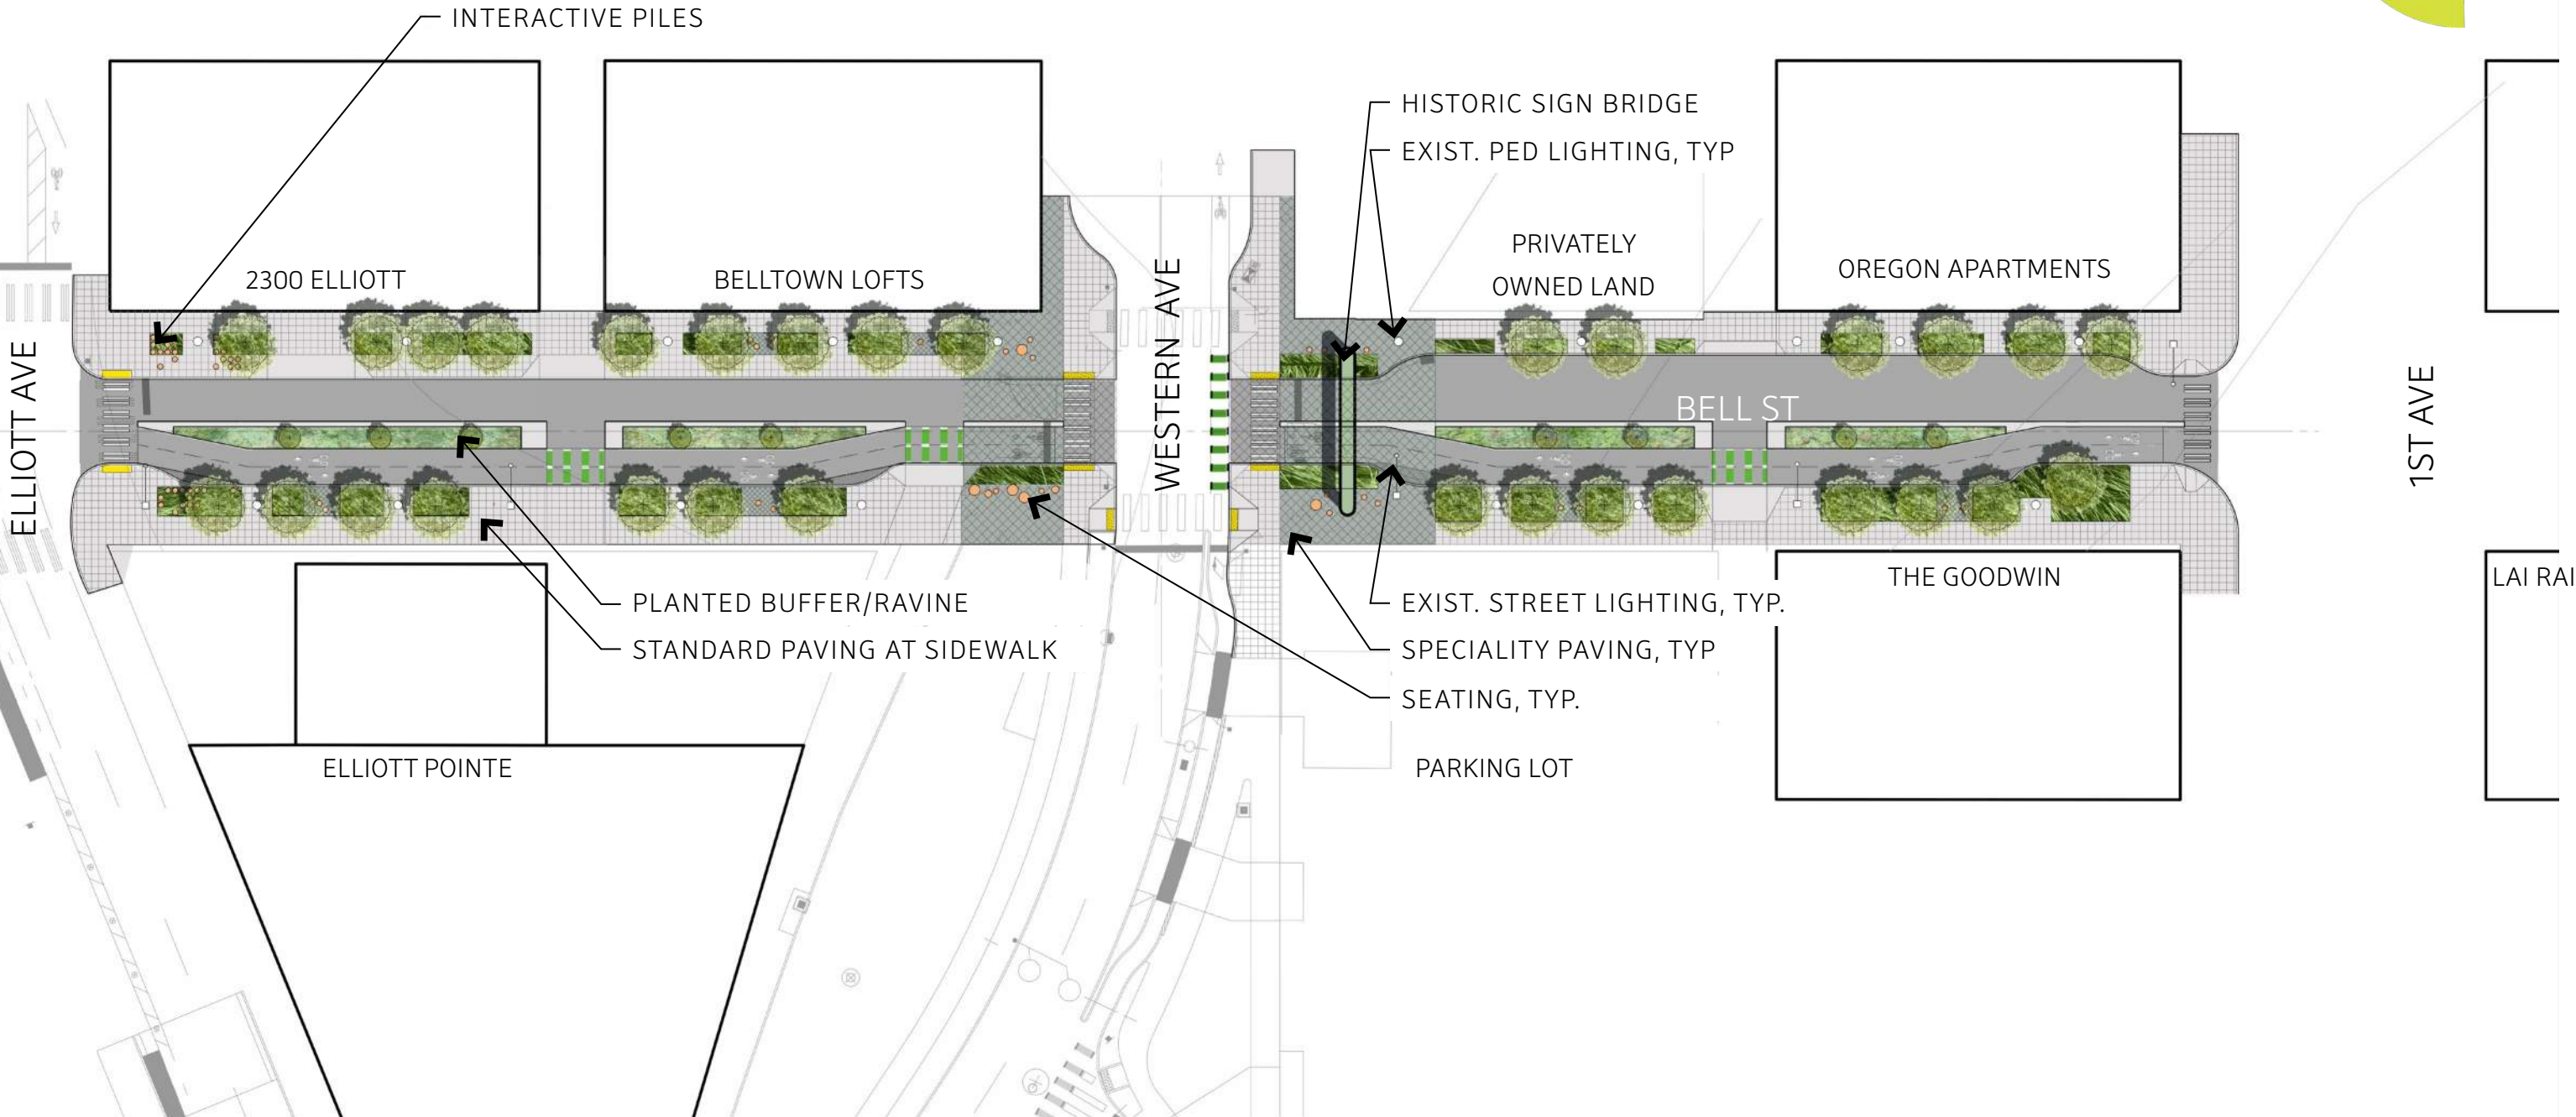 INTERACTIVE PILES
HISTORIC SIGN BRIDGE
EXIST. PED LIGHTING, TYP
PRIVATELY
OWNED LAND
2300 ELLIOTT
BELLTOWN LOFTS
OREGON APARTMENTS
ELLIOTT AVE
WESTERN AVE
BELL ST
1ST AVE
PLANTED BUFFER/RAVINE
STANDARD PAVING AT SIDEWALK
EXIST. STREET LIGHTING, TYP.
SPECIALITY PAVING, TYP
SEATING, TYP.
THE GOODWIN
LAI RAI
ELLIOTT POINTE
PARKING LOT